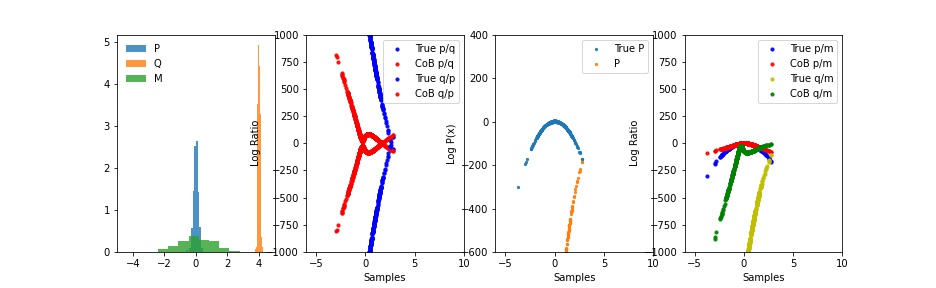 P
Q
M
5
4
3
2
1
0
−4
−2
0
2
4
Log Ratio
1000
750
500
250
0
−250
−500
−750
−1000
True p/q
CoB p/q
True q/p
CoB q/p
−5
0
5
10
Samples
Log P(x)
400
200
0
−200
−400
−600
True P
P
−5
0
5
10
Samples
Log Ratio
1000
750
500
250
0
−250
−500
−750
−1000
True p/m
CoB p/m
True q/m
CoB q/m
−5
0
5
10
Samples